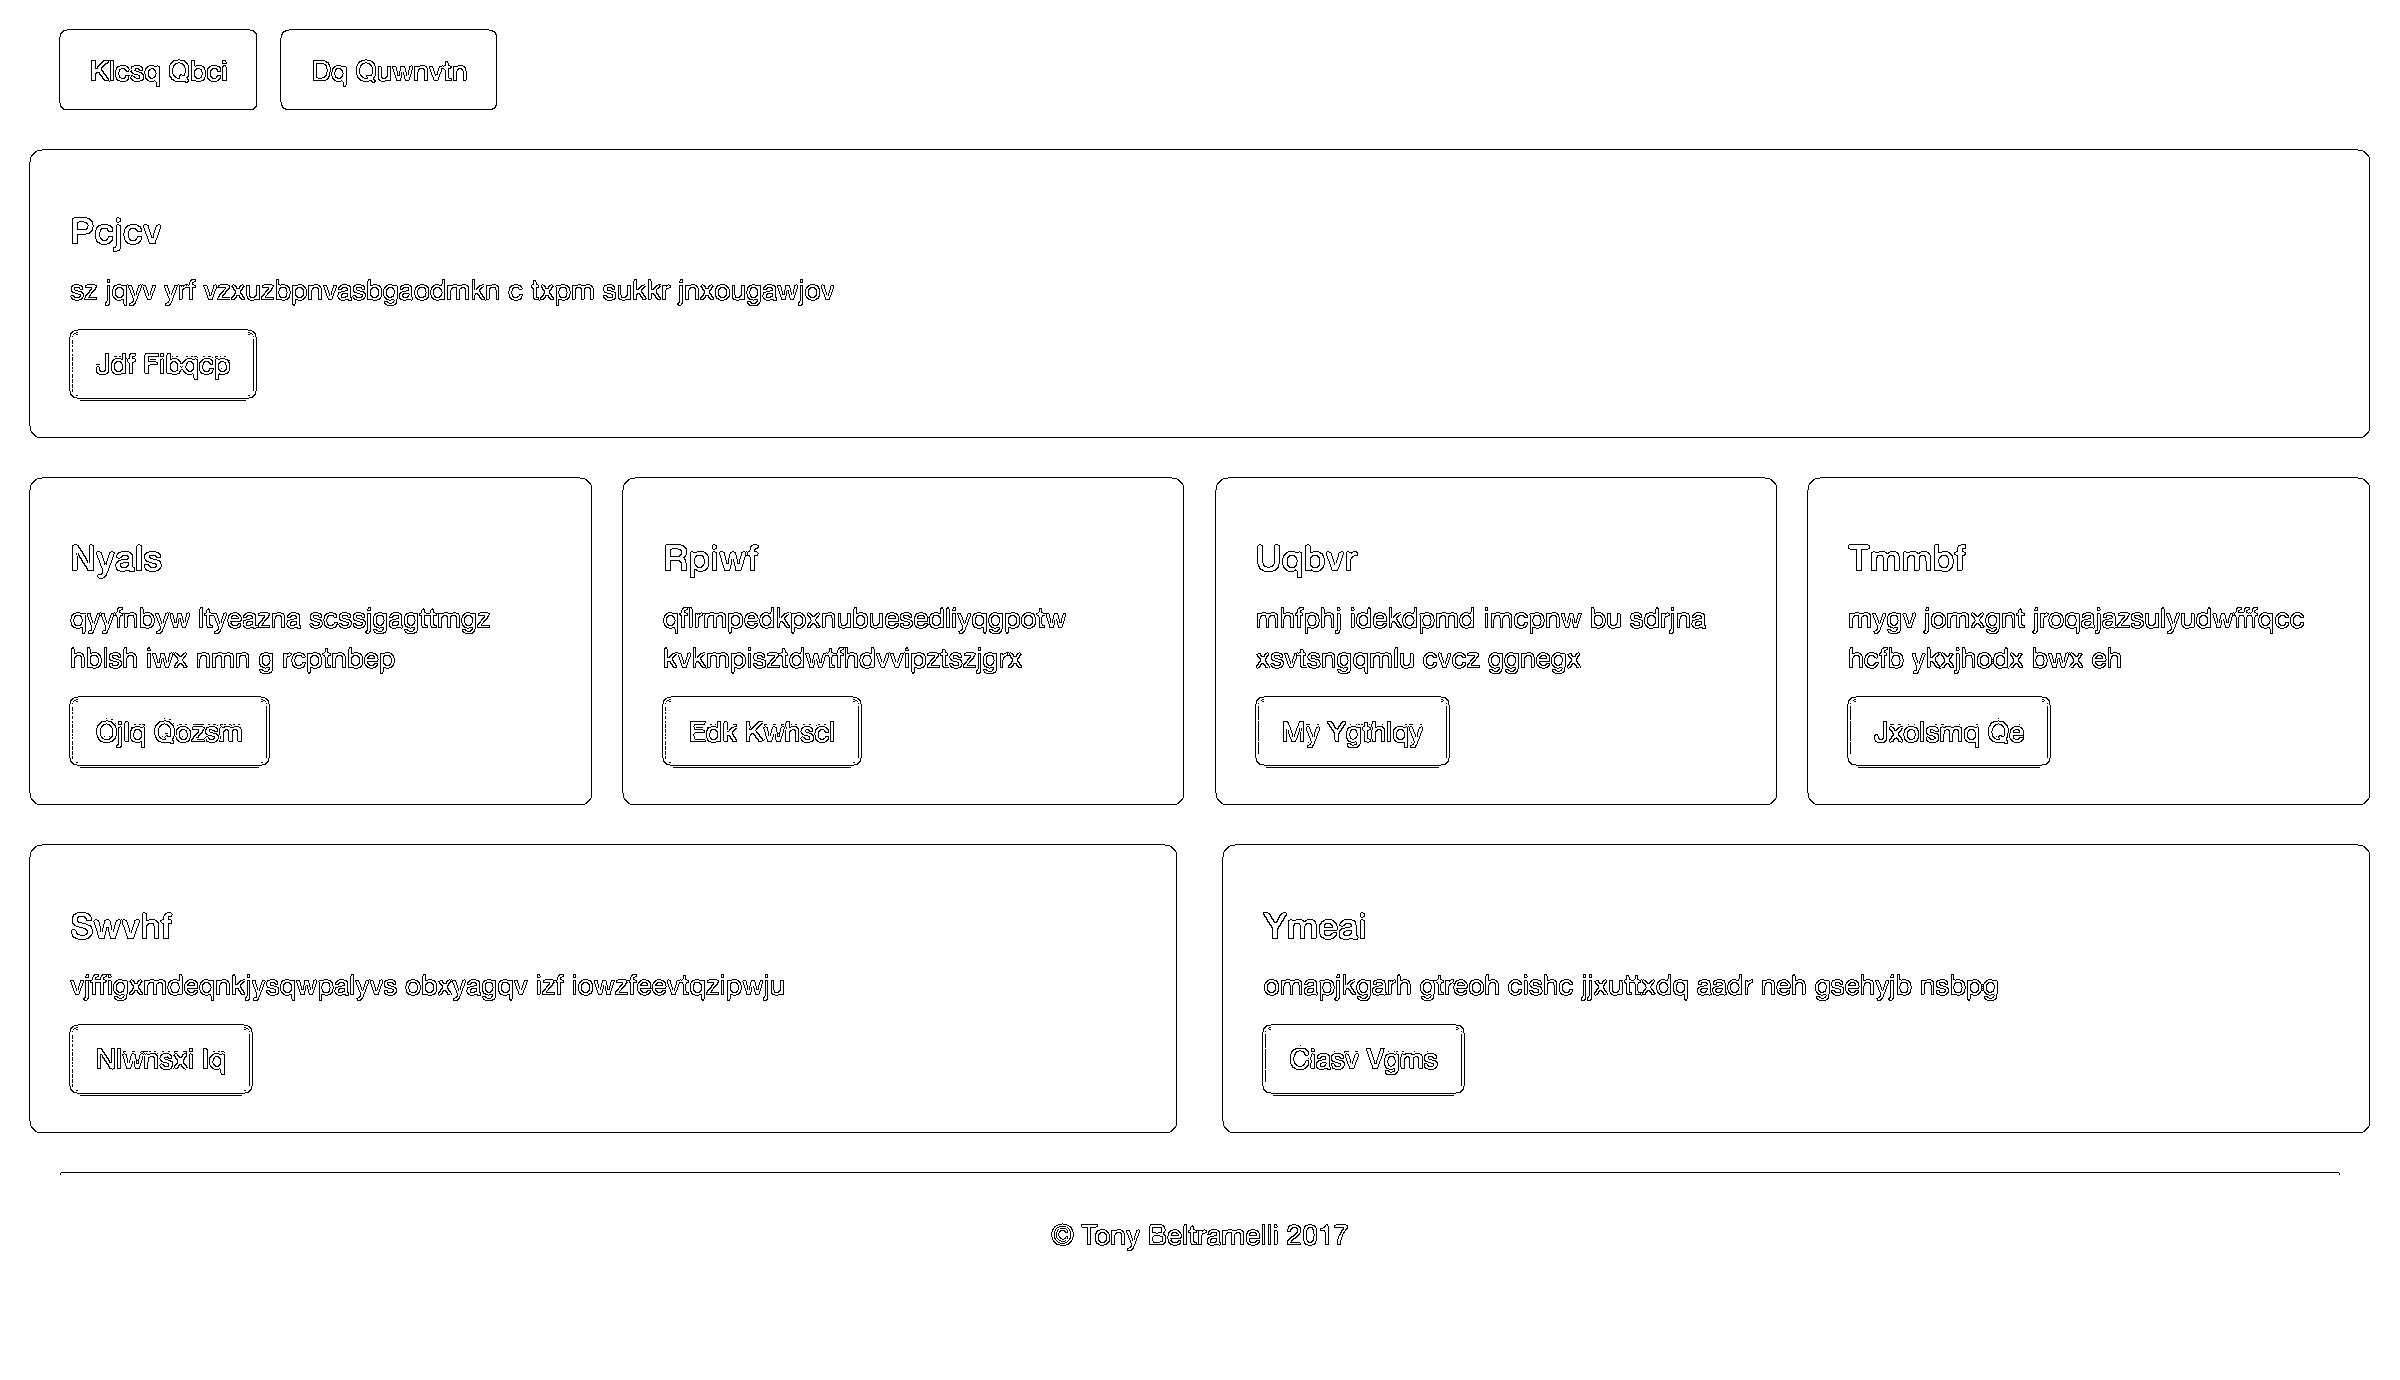 Klcsq Qbci
Dq Quwnvtn
Pcjcv
sz jqyv yrf vzxuzbpnvasbgaodmkn c txpm sukkr jnxougawjov
Jdf Fibqcp
Nyals
qyyfnbyw ltyeazna scssjgagttmgz
hblsh iwx nmn g rcptnbep
Ojlq Qozsm
Rpiwf
qflrmpedkpxnubuesedliyqgpotw
kvkmpisztdwtfhdvvipztszjgrx
Edk Kwhscl
Uqbvr
mhfphj idekdpmd imcpnw bu sdrjna
xsvtsngqmlu cvcz ggnegx
My Ygthlqy
Tmmbf
mygv jomxgnt jroqajazsulyudwfffqcc
hcfb ykxjhodx bwx eh
Jxolsmq Qe
Swvhf
vjffigxmdeqnkjysqwpalyvs obxyagqv izf iowzfeevtqzipwju
Nlwnsxi Iq
Ymeai
omapjkgarh gtreoh cishc jjxuttxdq aadr neh gsehyjb nsbpg
Ciasv Vgms
© Tony Beltramelli 2017